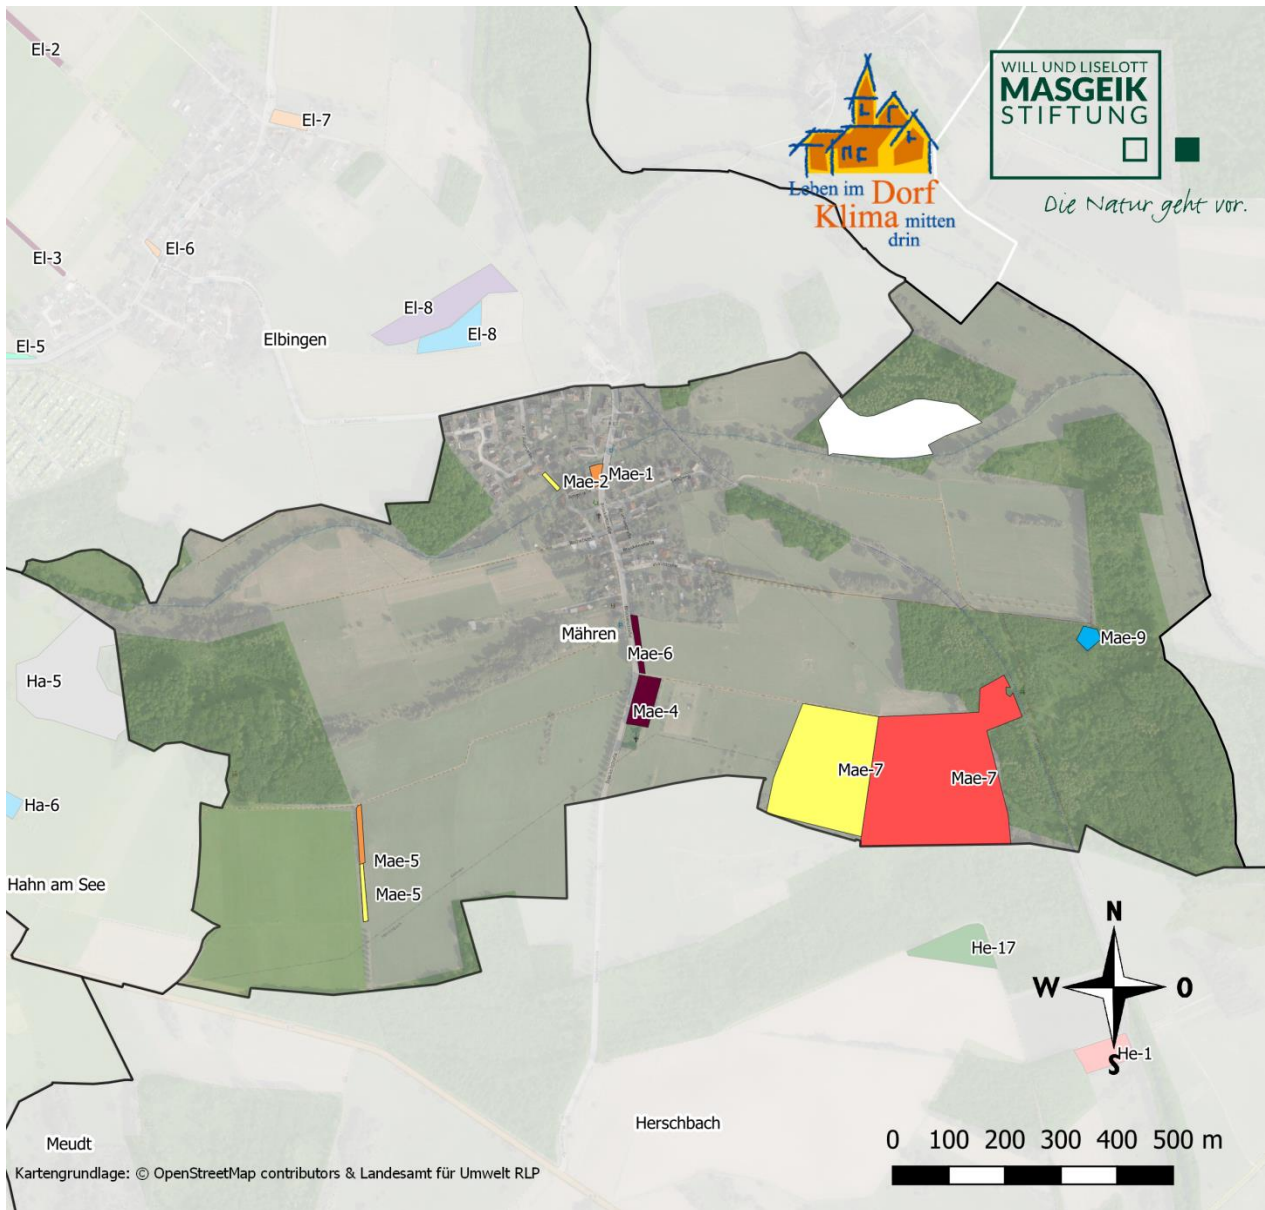 El-2
El-7
WILL UND LISELOTT
MASGEIK
STIFTUNG
Die Natur geht vor.
Leben im Dorf
Klima mitten
drin
El-3
El-6
El-8
El-8
El-5
Elbingen
Mae-2
Mae-1
Mähren
Mae-6
Mae-9
Ha-5
Mae-4
Mae-7
Mae-7
Ha-6
Mae-5
Mae-5
Hahn am See
He-17
N
W
O
S
He-1
Herschbach
Meudt
0 100 200 300 400 500 m
Kartengrundlage: © OpenStreetMap contributors & Landesamt für Umwelt RLP